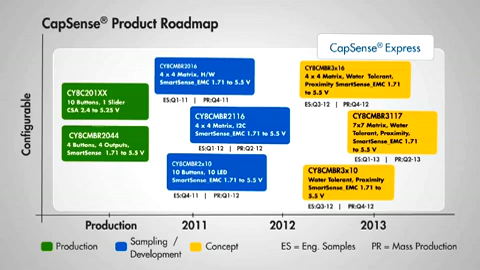 CapSense® Product Roadmap
CapSense® Express
Configurable
CY8C201XX
10 Buttons, 1 Slider
CSA 2.4 to 5.25 V
CY8CMBR2044
4 Buttons, 4 Outputs,
SmartSense 1.71 to 5.5 V
CY8CMBR2016
4 x 4 Matrix, H/W
SmartSense_EMC 1.71 to 5.5 V
ES:Q1-11 | PR:Q4-11
CY8CMBR2116
4 x 4 Matrix, I2C
SmartSense_EMC 1.71 to 5.5 V
ES:Q1-12 | PR:Q2-12
CY8CMBR2x10
10 Buttons, 10 LED
SmartSense_EMC 1.71 to 5.5 V
ES:Q4-11 | PR:Q1-12
CY8CMBR3x16
4 x 4 Matrix, Water Tolerant,
Proximity SmartSense_EMC 1.71
to 5.5 V
ES:Q3-12 | PR:Q4-12
CY8CMBR3117
7x7 Matrix, Water
Tolerant, Proximity,
SmartSense_EMC 1.71
to 5.5 V
ES:Q1-13 | PR:Q2-13
CY8CMBR3x10
Water Tolerant, Proximity
SmartSense_EMC 1.71
to 5.5 V
ES:Q3-12 | PR:Q4-12
Production 2011 2012 2013
Production
Sampling /
Development
Concept
ES = Eng. Samples
PR = Mass Production